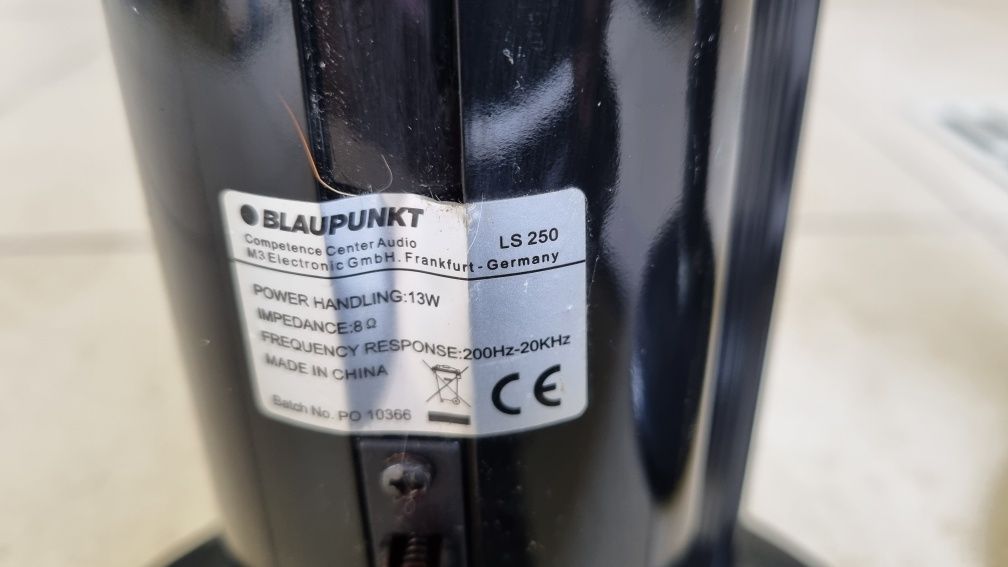 BLAUPUNKT
Competence Center Audio LS 250
M3 Electronic GmbH. Frankfurt - Germany
POWER HANDLING:13W
IMPEDANCE:8 Ω
FREQUENCY RESPONSE:200Hz-20KHz
MADE IN CHINA
CE
Batch No. PO 10366